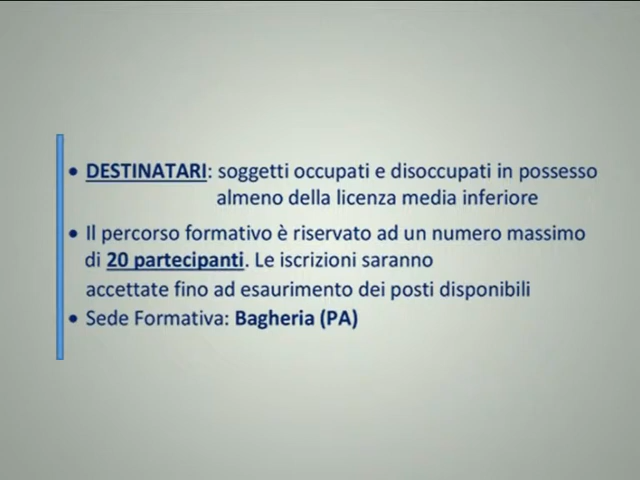 • DESTINATARI: soggetti occupati e disoccupati in possesso
almeno della licenza media inferiore
• Il percorso formativo è riservato ad un numero massimo
di 20 partecipanti. Le iscrizioni saranno
accettate fino ad esaurimento dei posti disponibili
• Sede Formativa: Bagheria (PA)